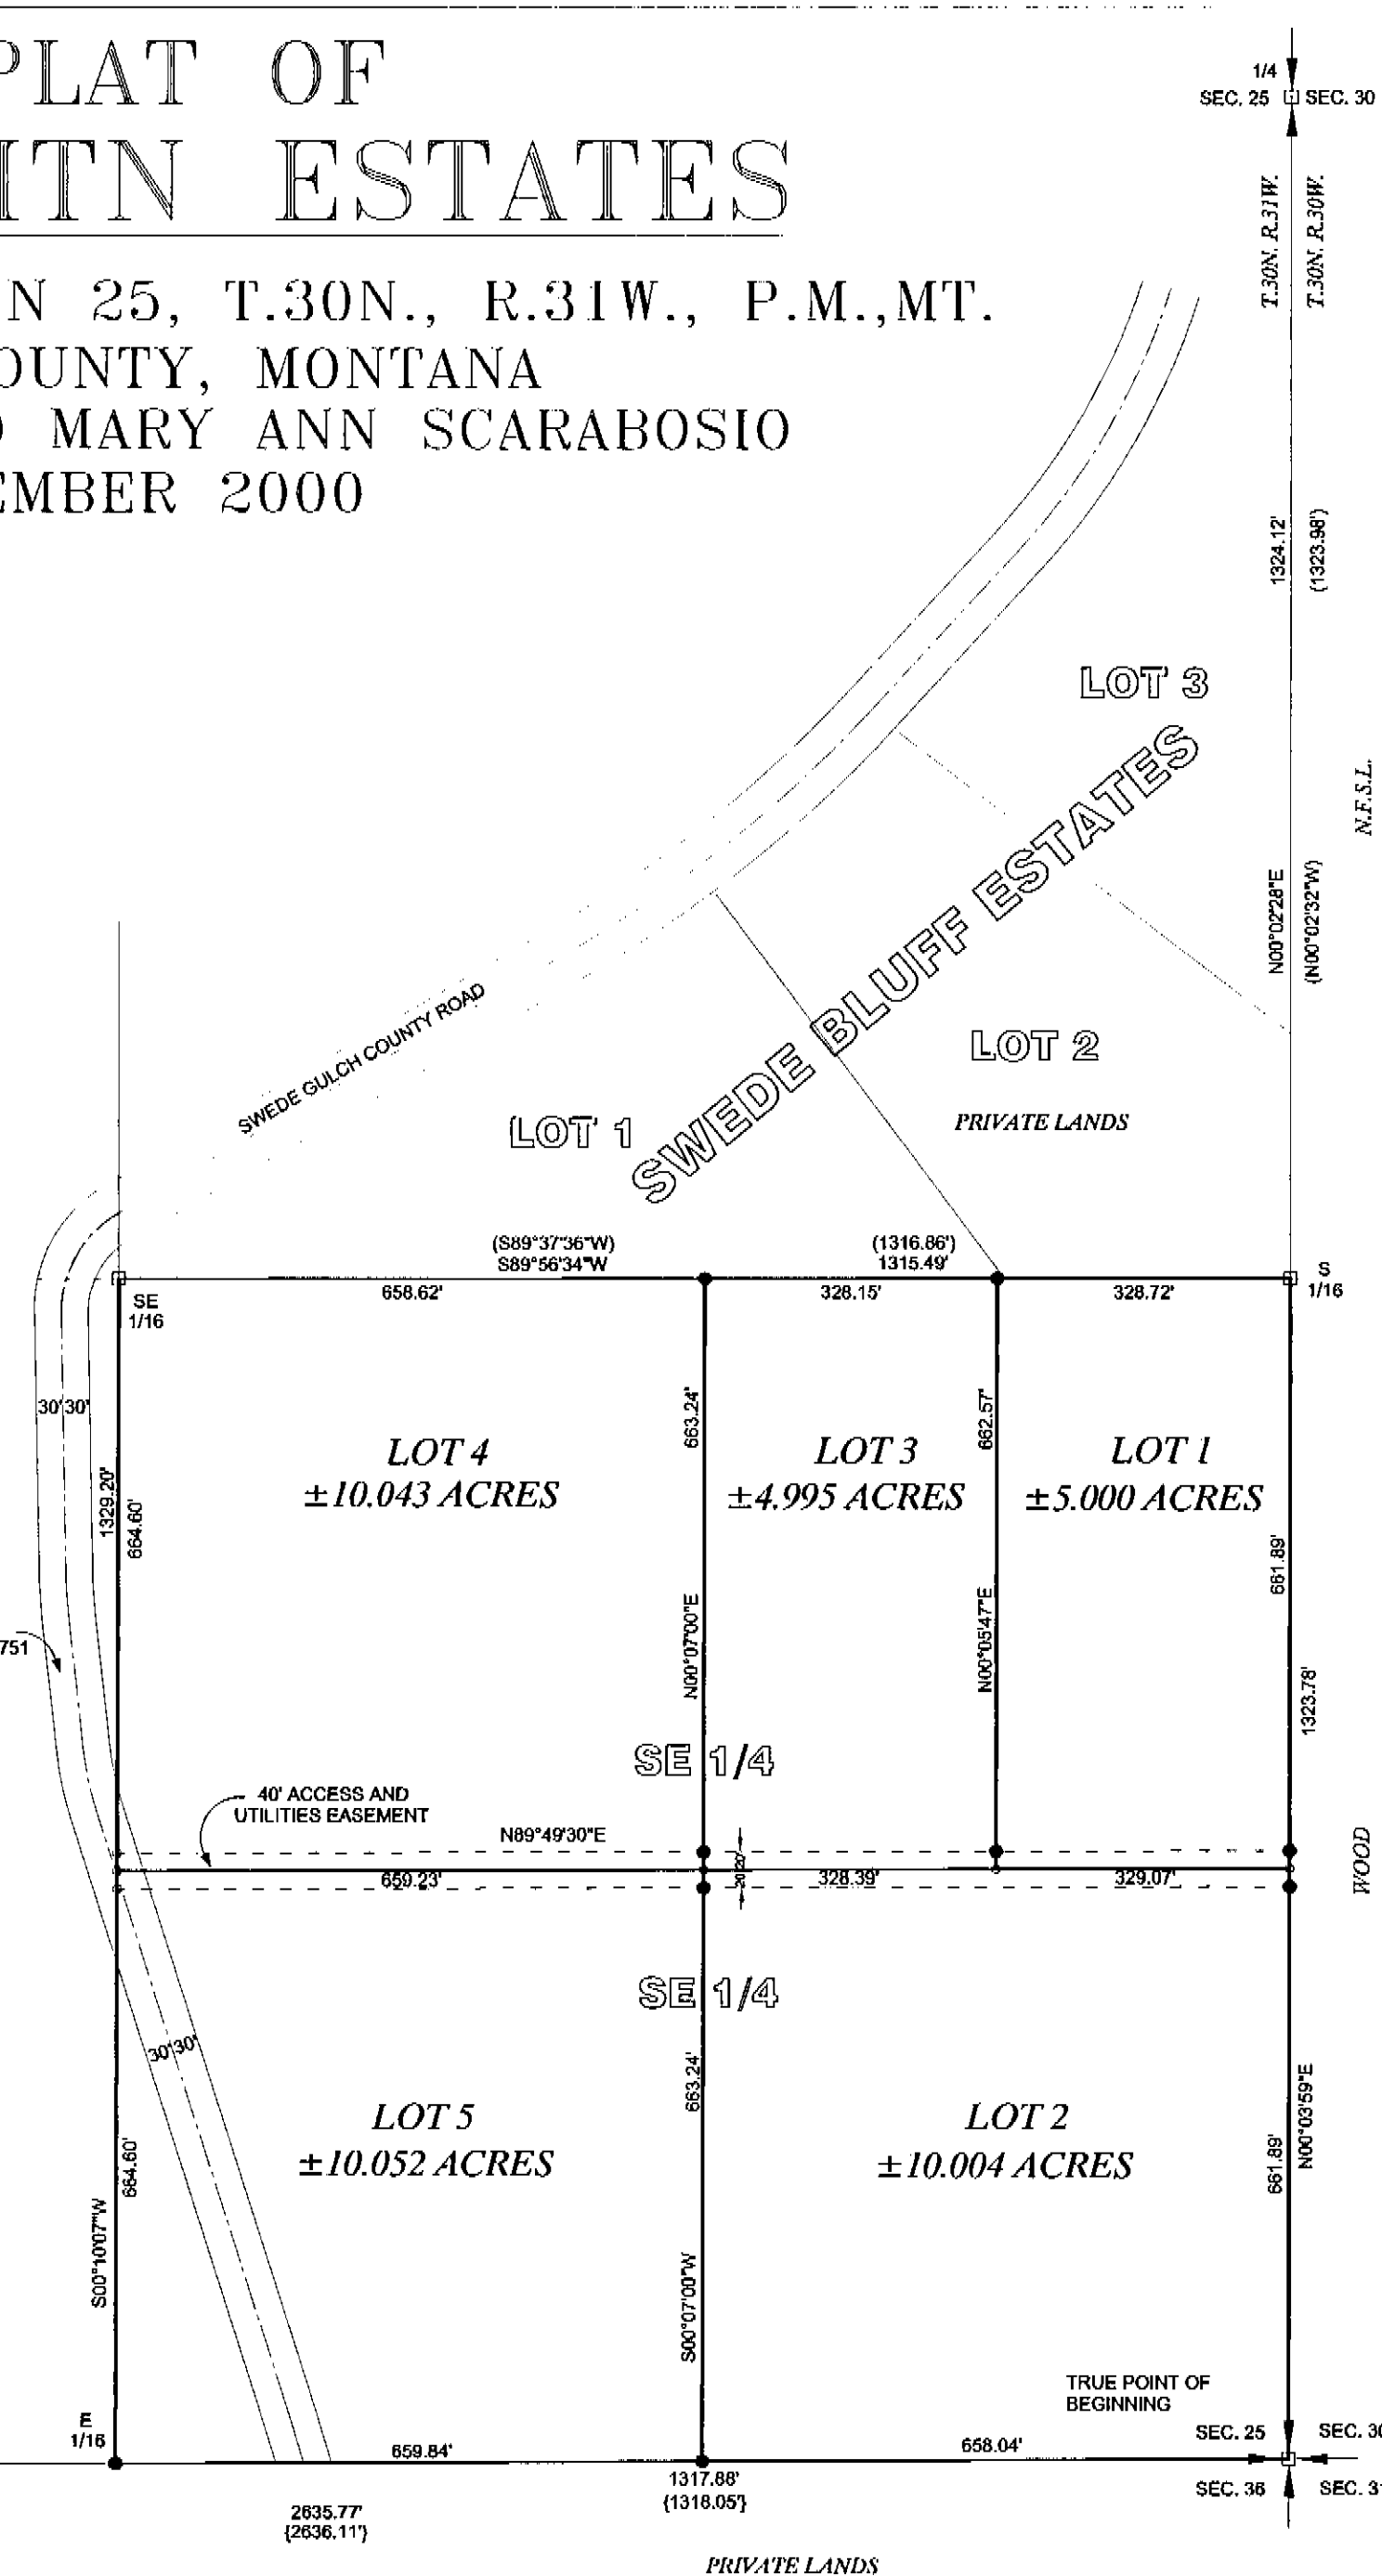 PLAT OF
MTN ESTATES
N 25, T.30N., R.31W., P.M.,MT.
OUNTY, MONTANA
MARY ANN SCARABOSIO
EMBER 2000
1/4
SEC. 25 SEC. 30
T.30N. R.31W.
T.30N. R.30W.
1324.12'
(1323.98')
LOT 3
SWEDE BLUFF ESTATES
N.F.S.L.
N00°02'28"E
(N00°02'32"W)
SWEDE GULCH COUNTY ROAD
LOT 2
PRIVATE LANDS
LOT 1
(S89°37'36"W)
S89°56'34"W
(1316.86')
1315.49'
658.62'
328.15'
328.72'
SE
1/16
S
1/16
30' 30'
1329.20'
664.60'
663.24'
662.57'
661.89'
LOT 4
±10.043 ACRES
LOT 3
±4.995 ACRES
LOT 1
±5.000 ACRES
N00°07'00"E
N00°05'47"E
1323.78'
751
SE 1/4
40' ACCESS AND
UTILITIES EASEMENT
N89°49'30"E
659.23'
20' 20'
328.39'
329.07'
WOOD
SE 1/4
30' 30'
664.60'
663.24'
661.89'
N00°03'59"E
LOT 5
±10.052 ACRES
LOT 2
±10.004 ACRES
S00°10'07"W
S00°07'00"W
TRUE POINT OF
BEGINNING
E
1/16
SEC. 25 SEC. 30
659.84'
658.04'
1317.88'
{1318.05'}
SEC. 36 SEC. 31
2635.77'
{2636.11'}
PRIVATE LANDS